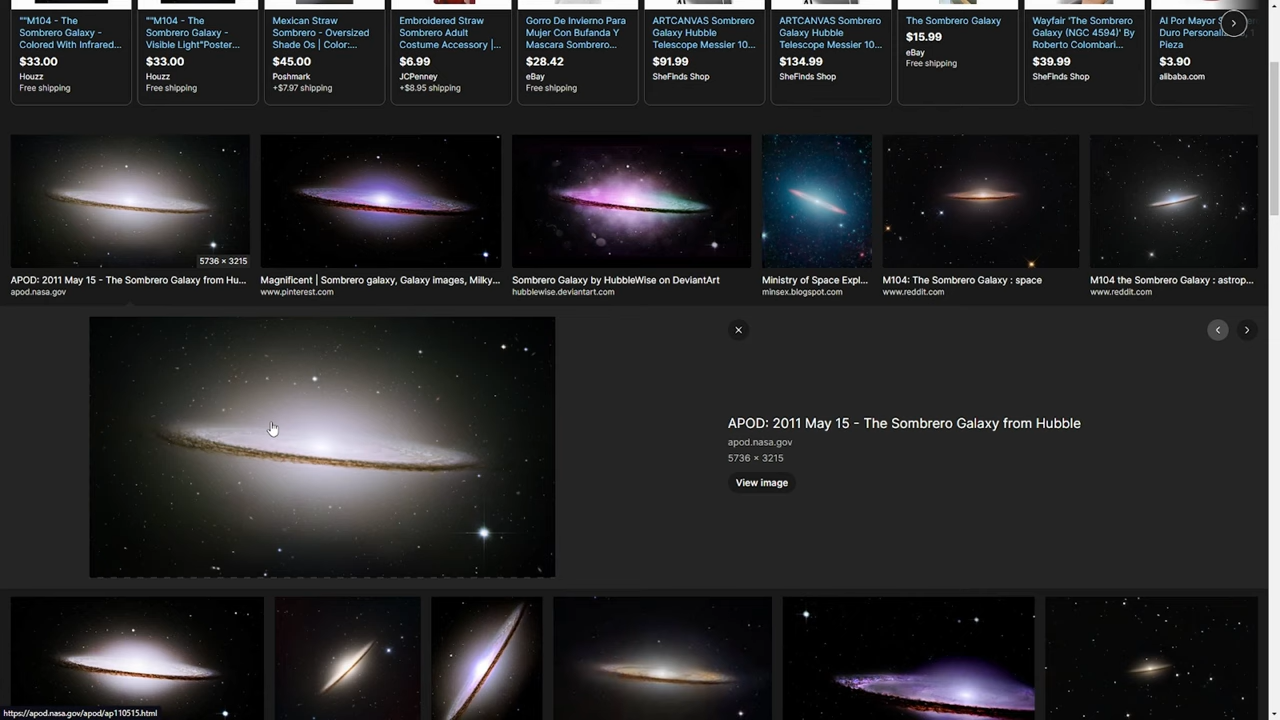 ""M104 - The
Sombrero Galaxy -
Colored With Infrared...
$33.00
Houzz
Free shipping
""M104 - The
Sombrero Galaxy -
Visible Light"Poster...
$33.00
Houzz
Free shipping
Mexican Straw
Sombrero - Oversized
Shade Os | Color:...
$45.00
Poshmark
+$7.97 shipping
Embroidered Straw
Sombrero Adult
Costume Accessory |...
$6.99
JCPenney
+$8.95 shipping
Gorro De Invierno Para
Mujer Con Bufanda Y
Mascara Sombrero...
$28.42
eBay
Free shipping
ARTCANVAS Sombrero
Galaxy Hubble
Telescope Messier 10...
$91.99
SheFinds Shop
ARTCANVAS Sombrero
Galaxy Hubble
Telescope Messier 10...
$134.99
SheFinds Shop
The Sombrero Galaxy
$15.99
eBay
Free shipping
Wayfair 'The Sombrero
Galaxy (NGC 4594)' By
Roberto Colombari...
$39.99
SheFinds Shop
Al Por Mayor
Duro
Pieza
$3.90
alibaba.com
5736 × 3215
APOD: 2011 May 15 - The Sombrero Galaxy from Hu...
apod.nasa.gov
Magnificent | Sombrero galaxy, Galaxy images, Milky...
www.pinterest.com
Sombrero Galaxy by HubbleWise on DeviantArt
hubblewise.deviantart.com
Ministry of Space Expl...
minsex.blogspot.com
M104: Sombrero Galaxy : space
www.reddit.com
M104 the Sombrero Galaxy : astrop...
www.reddit.com
APOD: 2011 May 15 - The Sombrero Galaxy from Hubble
apod.nasa.gov
5736 × 3215
View image
https://apod.nasa.gov/apod/ap110515.html